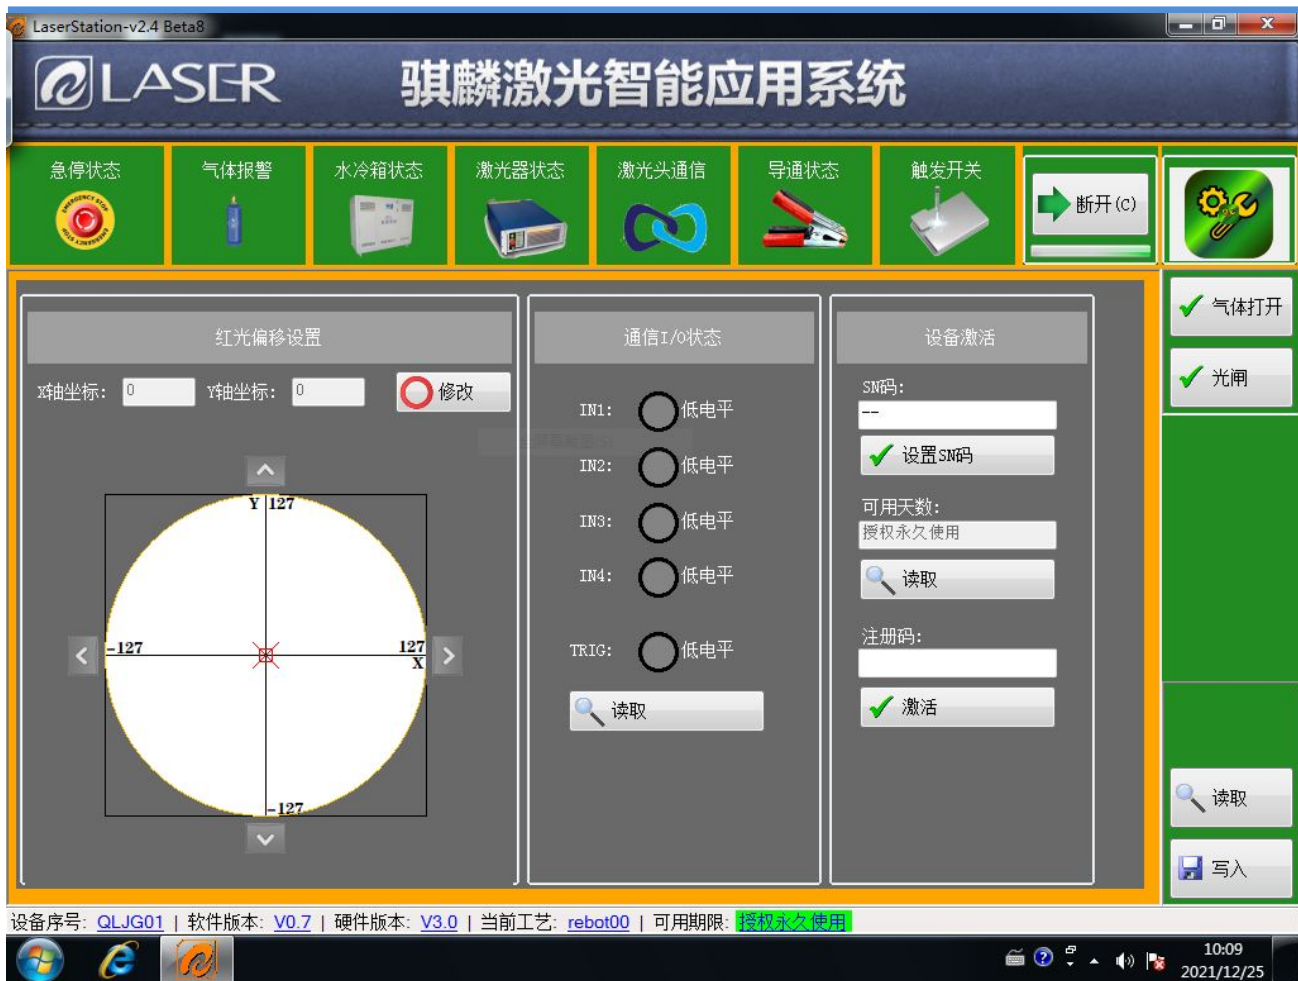 LaserStation-v2.4 Beta8
LASER 骐麟激光智能应用系统
急停状态 气体报警 水冷箱状态 激光器状态 激光头通信 导通状态 触发开关
断开(C)
气体打开
光闸
红光偏移设置
X轴坐标: 0 Y轴坐标: 0 修改
Y 127
-127 127
X
-127
通信I/O状态
IN1: 低电平
IN2: 低电平
IN3: 低电平
IN4: 低电平
TRIG: 低电平
读取
设备激活
SN码:
--
设置SN码
可用天数:
授权永久使用
读取
注册码:
激活
读取
写入
设备序号: QLJG01 | 软件版本: V0.7 | 硬件版本: V3.0 | 当前工艺: rebot00 | 可用期限: 授权永久使用
10:09
2021/12/25